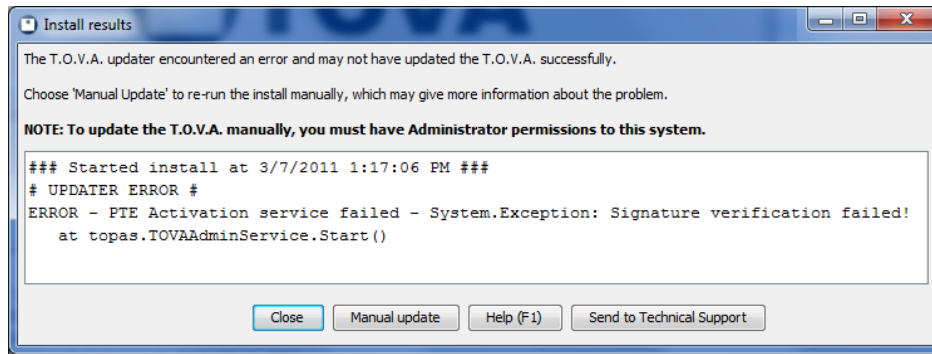 TOVA
Install results
The T.O.V.A. updater encountered an error and may not have updated the T.O.V.A. successfully.
Choose 'Manual Update' to re-run the install manually, which may give more information about the problem.
NOTE: To update the T.O.V.A. manually, you must have Administrator permissions to this system.
### Started install at 3/7/2011 1:17:06 PM ###
# UPDATER ERROR #
ERROR - PTE Activation service failed - System.Exception: Signature verification failed!
at topas.TOVAAdminService.Start()
Close Manual update Help (F1) Send to Technical Support